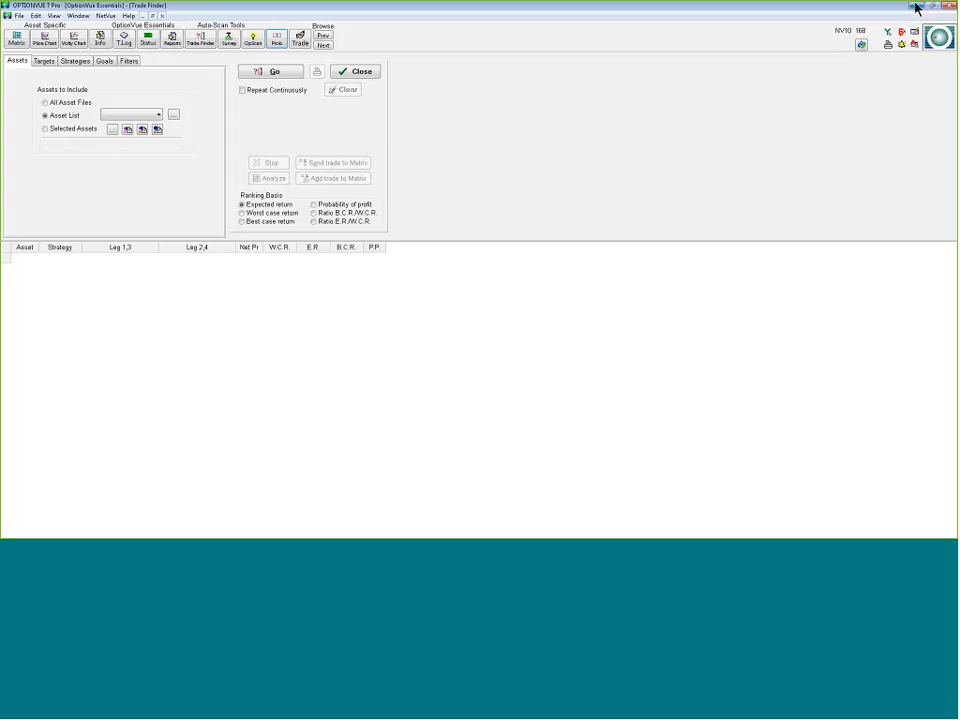 OPTIONVUE 7 Pro [OptionVue Essentials] - [Trade Finder]
File Edit View Window NetVue Help
Asset Specific OptionVue Essentials Auto-Scan Tools Browse
Matrix Price Chart Volty Chart Info T.Log Status Reports Trade Finder Survey OpScan Prob. Trade Prev
Next
NV10 168
Assets Targets Strategies Goals Filters
Go Close
Assets to Include
Repeat Continuously Clear
All Asset Files
Asset List ...
Selected Assets ...
Stop Send trade to Matrix
Analyze Add trade to Matrix
Ranking Basis
Expected return Probability of profit
Worst case return Ratio B.C.R./W.C.R.
Best case return Ratio E.R./W.C.R.
Asset Strategy Leg 1,3 Leg 2,4 Net Pr W.C.R. E.R. B.C.R. P.P.